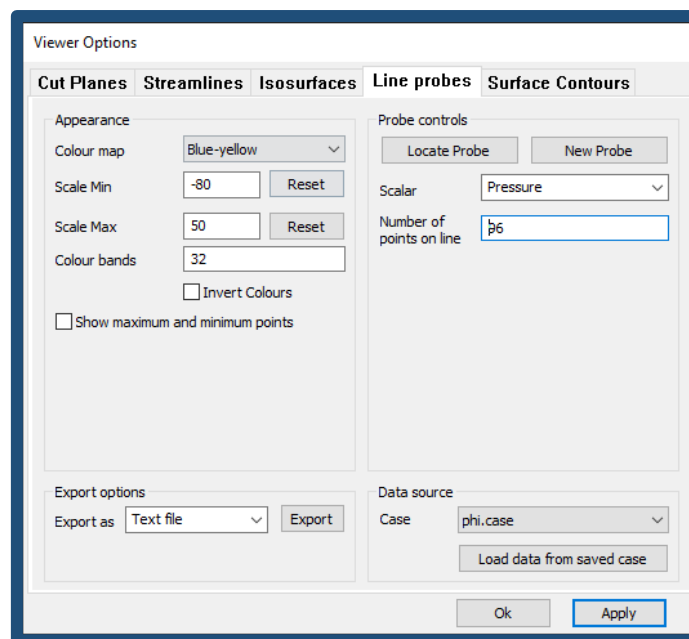 Viewer Options
Cut Planes Streamlines Isosurfaces Line probes Surface Contours
Appearance
Colour map Blue-yellow
Scale Min -80 Reset
Scale Max 50 Reset
Colour bands 32
Invert Colours
Show maximum and minimum points
Probe controls
Locate Probe New Probe
Scalar Pressure
Number of
points on line
Export options
Export as Text file Export
Data source
Case phi.case
Load data from saved case
Ok Apply